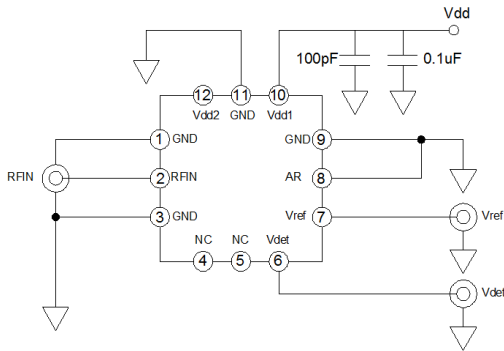 Vdd
100pF
0.1uF
12
11
10
Vdd2
GND
Vdd1
1
GND
GND
9
RFIN
2
RFIN
AR
8
3
GND
Vref
7
Vref
NC
NC
Vdet
4
5
6
Vdet